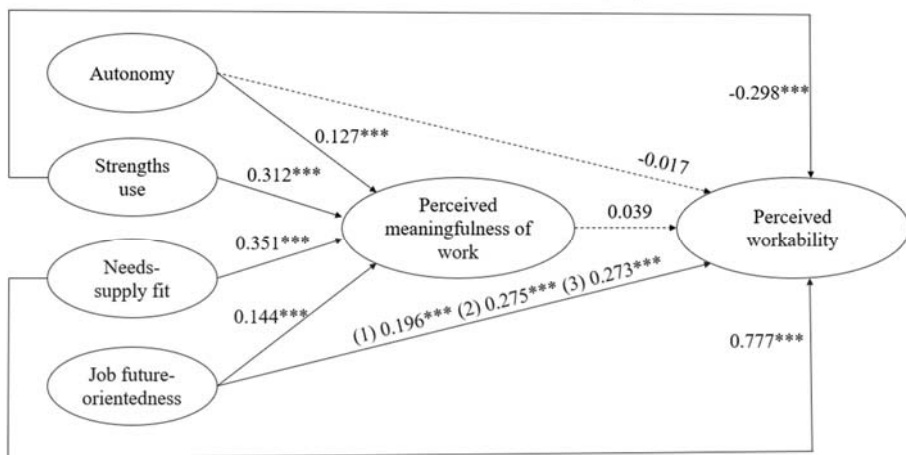 Autonomy
-0.298***
0.127***
-0.017
Strengths
use
0.312***
Perceived
meaningfulness of
work
0.039
Perceived
workability
Needs-
supply fit
0.351***
0.144***
(1) 0.196*** (2) 0.275*** (3) 0.273***
0.777***
Job future-
orientedness